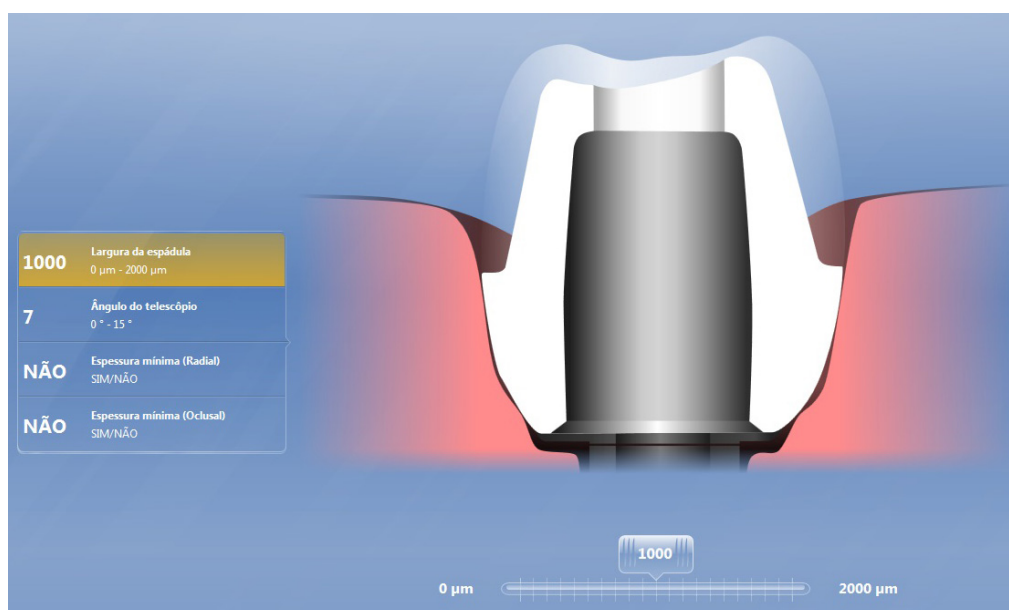 1000
Largura da espádula
0 µm - 2000 µm
7
Ângulo do telescôpio
0 ° - 15 °
NÃO
Espessura mínima (Radial)
SIM/NÃO
NÃO
Espessura mínima (Oclusal)
SIM/NÃO
1000
0 µm
2000 µm